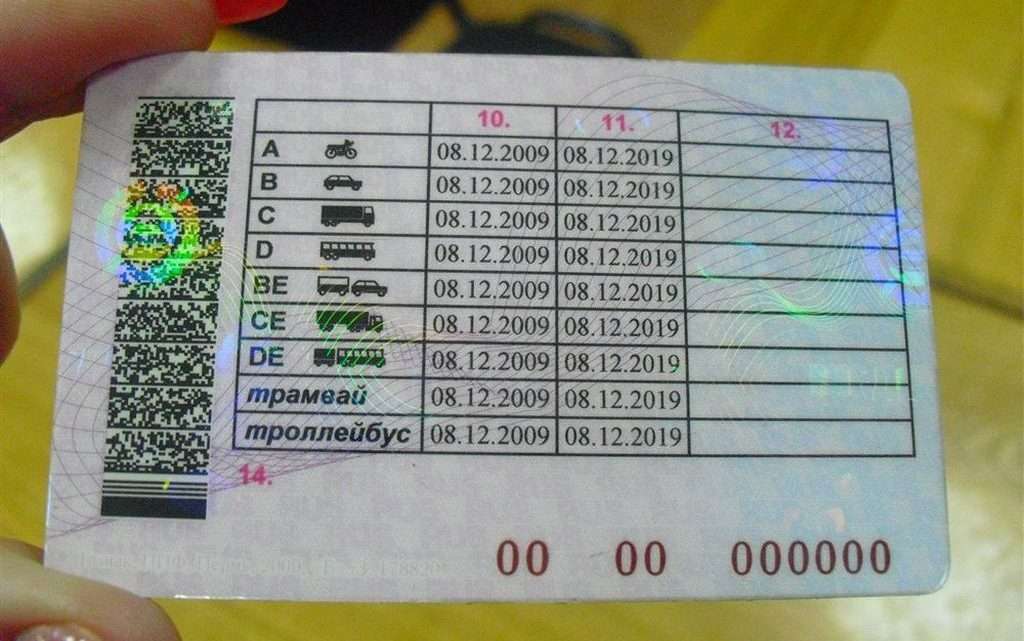 10. 11. 12.
A 08.12.2009 08.12.2019
B 08.12.2009 08.12.2019
C 08.12.2009 08.12.2019
D 08.12.2009 08.12.2019
BE 08.12.2009 08.12.2019
CE 08.12.2009 08.12.2019
DE 08.12.2009 08.12.2019
трамвай 08.12.2009 08.12.2019
троллейбус 08.12.2009 08.12.2019
14.
00 00 000000